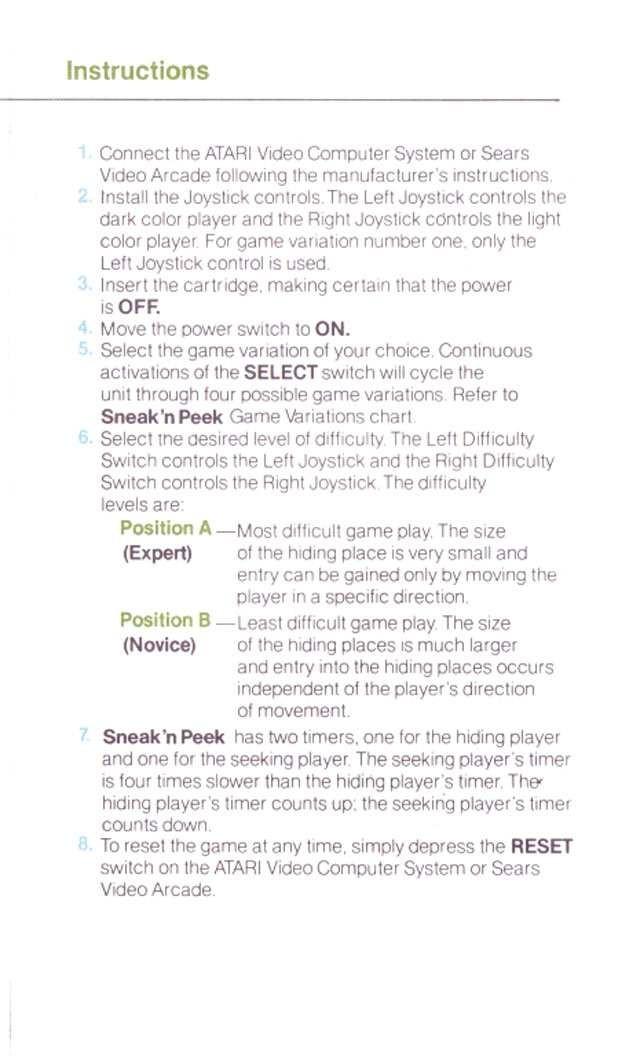 Instructions
1. Connect the ATARI Video Computer System or Sears
Video Arcade following the manufacturer's instructions.
2. Install the Joystick controls. The Left Joystick controls the
dark color player and the Right Joystick controls the light
color player. For game variation number one, only the
Left Joystick control is used.
3. Insert the cartridge, making certain that the power
is OFF.
4. Move the power switch to ON.
5. Select the game variation of your choice. Continuous
activations of the SELECT switch will cycle the
unit through four possible game variations. Refer to
Sneak'n Peek Game Variations chart.
6. Select the desired level of difficulty. The Left Difficulty
Switch controls the Left Joystick and the Right Difficulty
Switch controls the Right Joystick. The difficulty
levels are:
Position A —Most difficult game play. The size
(Expert) of the hiding place is very small and
entry can be gained only by moving the
player in a specific direction.
Position B —Least difficult game play. The size
(Novice) of the hiding places is much larger
and entry into the hiding places occurs
independent of the player's direction
of movement.
7. Sneak'n Peek has two timers, one for the hiding player
and one for the seeking player. The seeking player's timer
is four times slower than the hiding player's timer. The
hiding player's timer counts up; the seeking player's timer
counts down.
8. To reset the game at any time, simply depress the RESET
switch on the ATARI Video Computer System or Sears
Video Arcade.